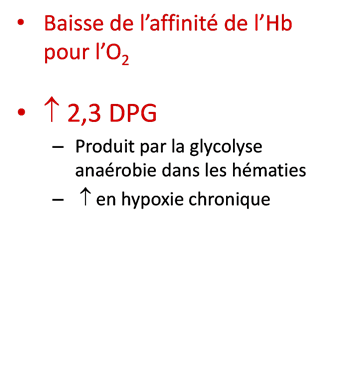 • Baisse de l’affinité de l’Hb
pour l’O₂
• ↑ 2,3 DPG
– Produit par la glycolyse
anaérobie dans les hématies
– ↑ en hypoxie chronique